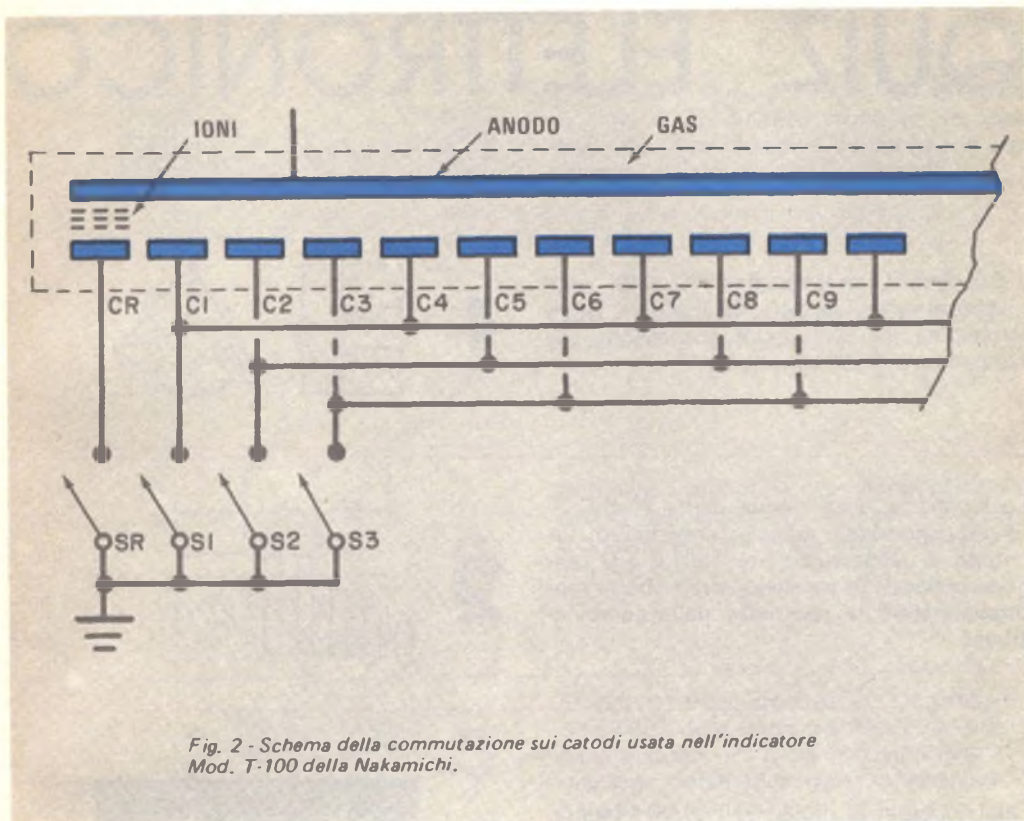 IONI
ANODO
GAS
CR C1 C2 C3 C4 C5 C6 C7 C8 C9
SR S1 S2 S3
Fig. 2 - Schema della commutazione sui catodi usata nell'indicatore
Mod. T-100 della Nakamichi.